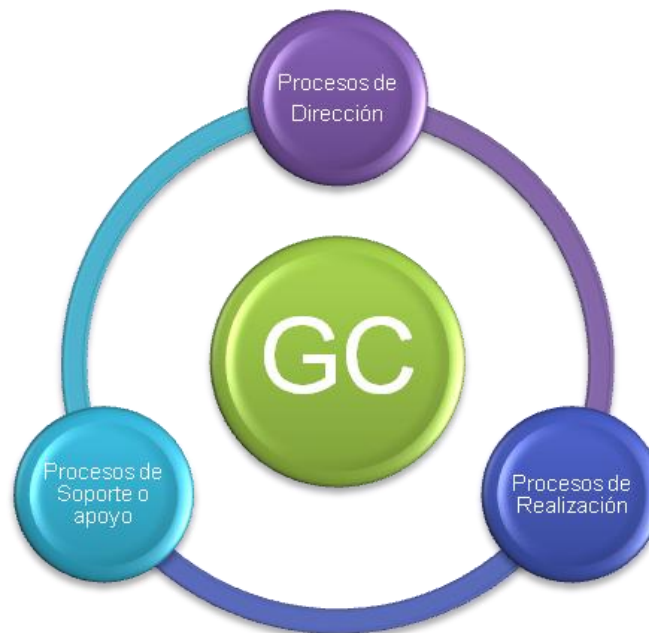 Procesos de
Dirección
GC
Procesos de
Soporte o
apoyo
Procesos de
Realización